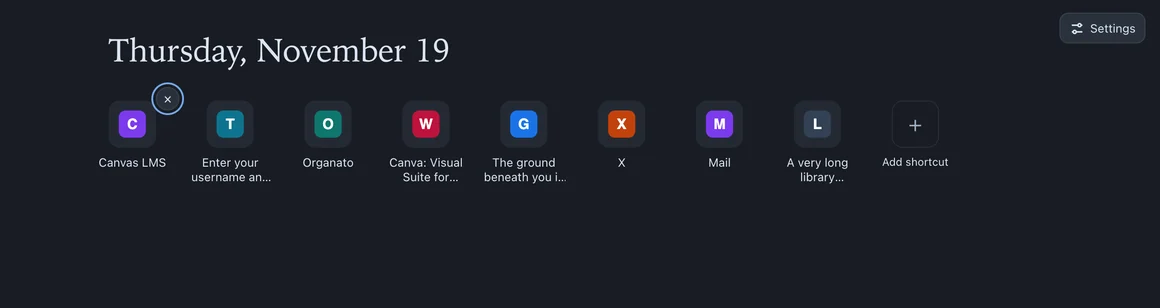 Settings
Thursday, November 19
C
T
O
W
G
X
M
L
Canvas LMS
Enter your
username an...
Organato
Canva: Visual
Suite for...
The ground
beneath you i...
X
Mail
A very long
library...
Add shortcut